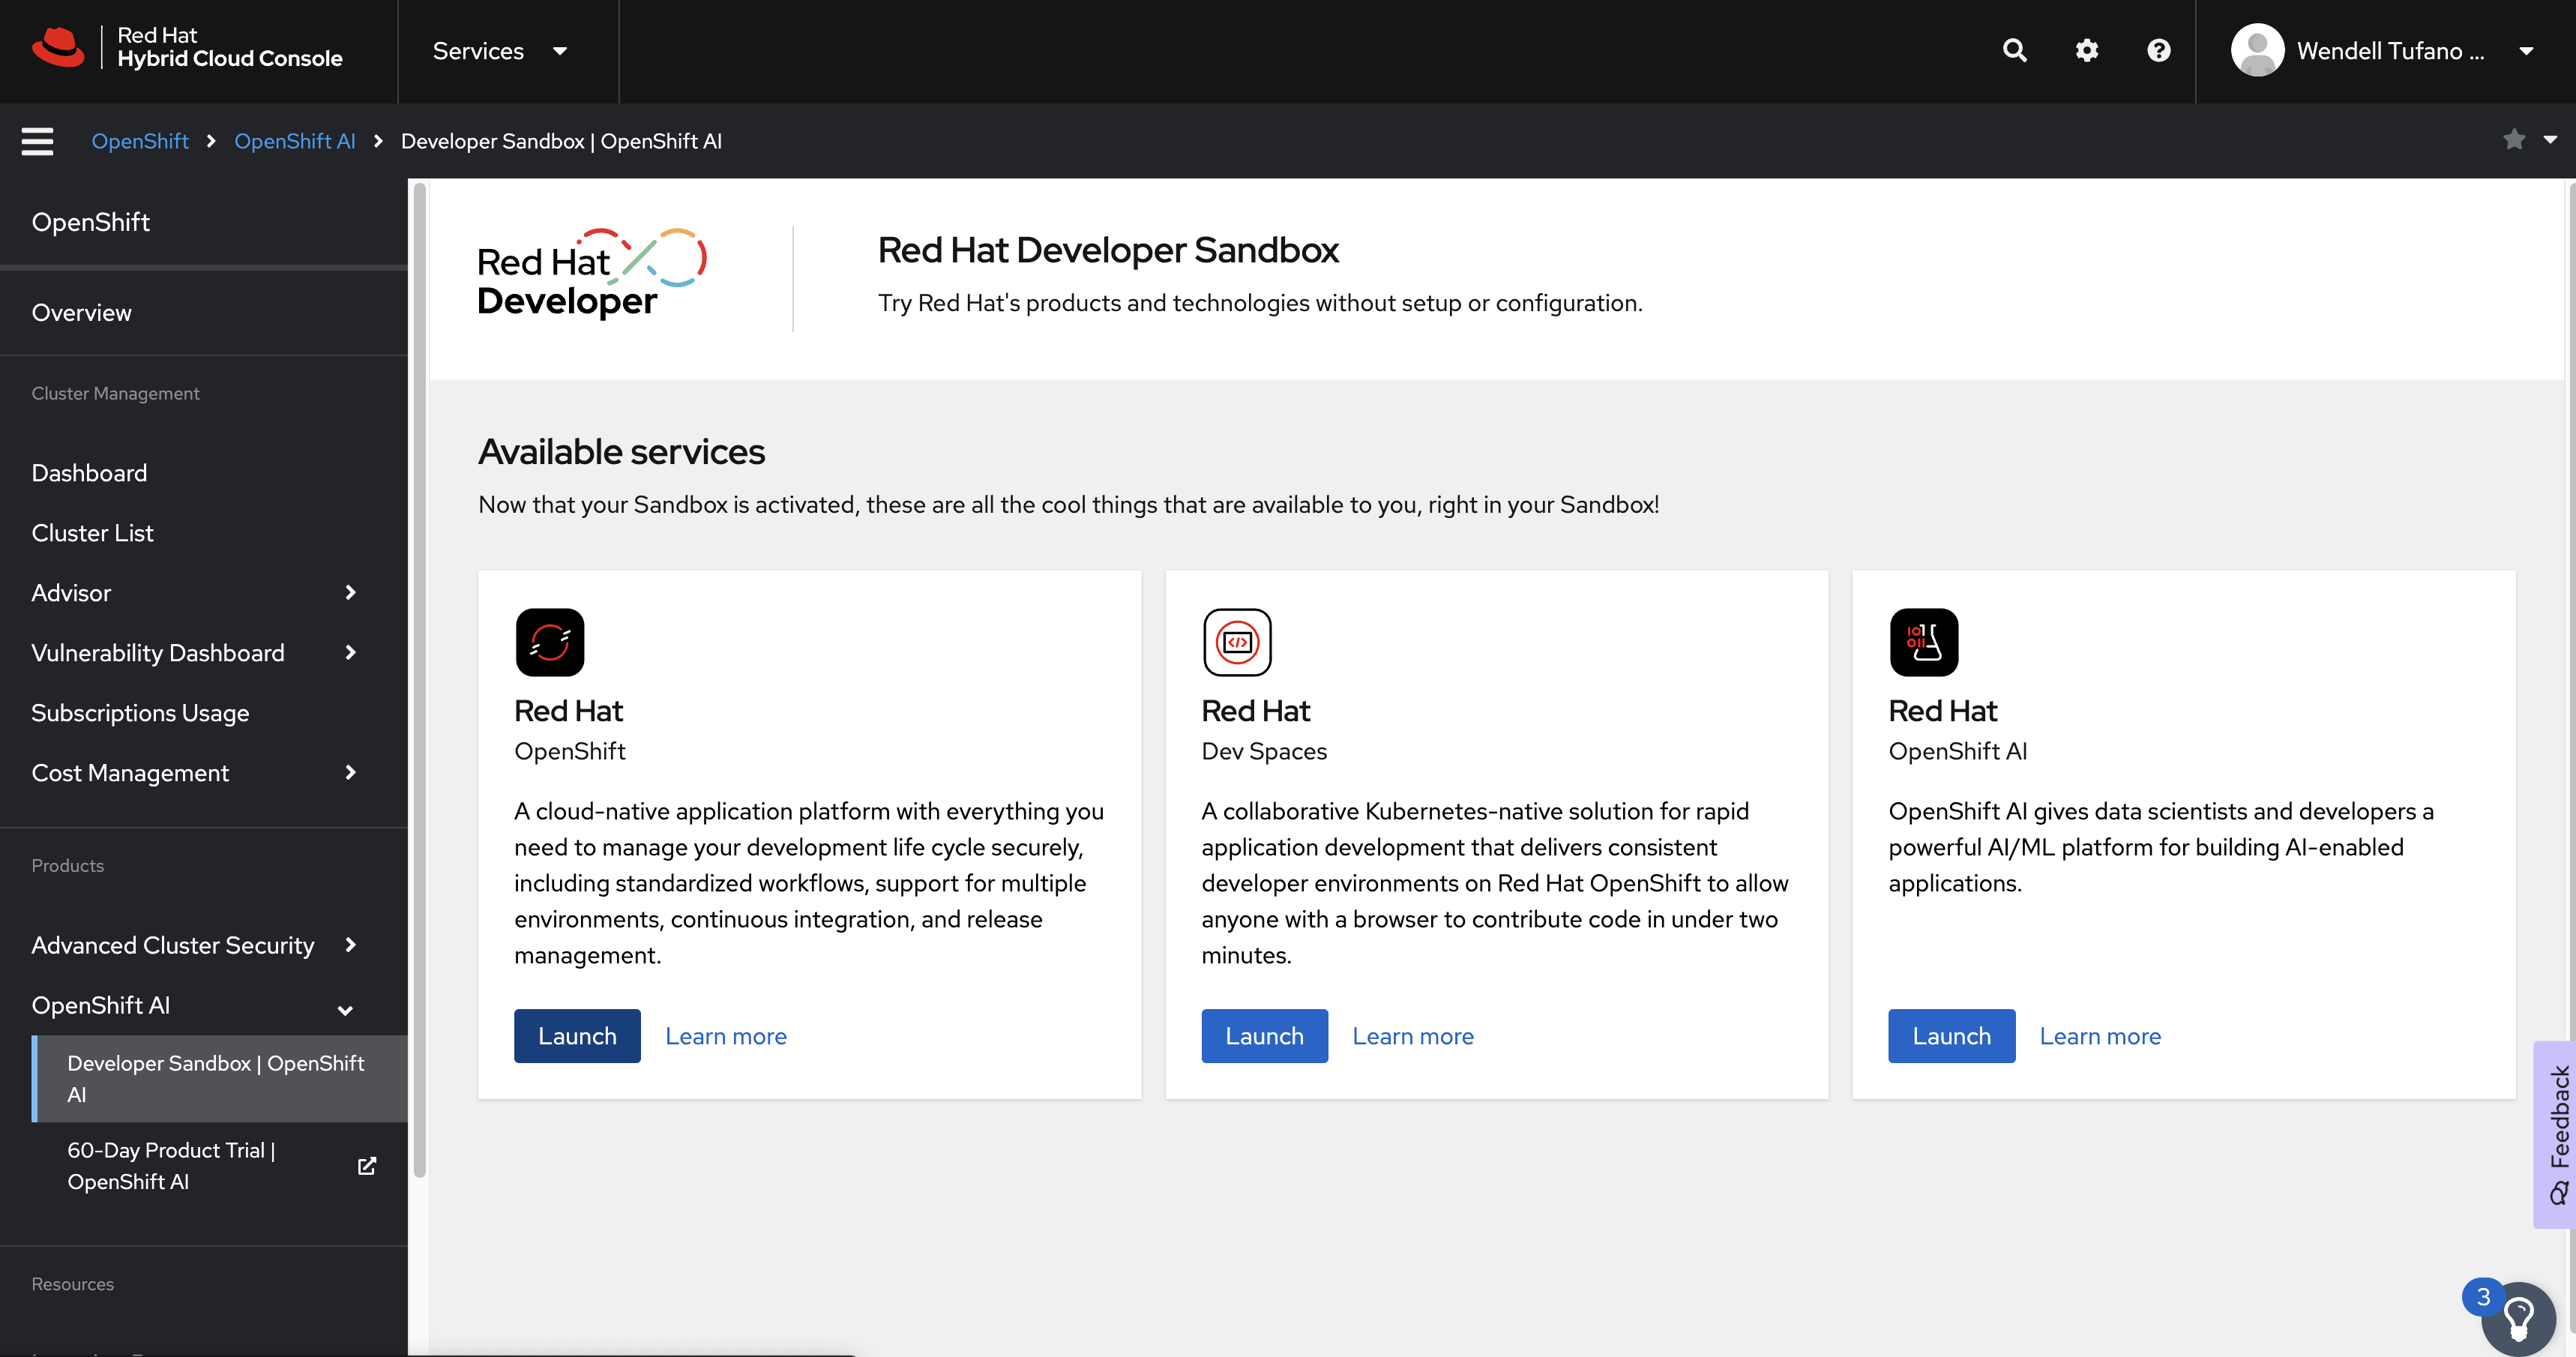 Red Hat
Hybrid Cloud Console
Services
Wendell Tufano ...
OpenShift
OpenShift AI
Developer Sandbox | OpenShift AI
OpenShift
Overview
Cluster Management
Dashboard
Cluster List
Advisor
Vulnerability Dashboard
Subscriptions Usage
Cost Management
Products
Advanced Cluster Security
OpenShift AI
Developer Sandbox | OpenShift
AI
60-Day Product Trial |
OpenShift AI
Resources
Red Hat
Developer
Red Hat Developer Sandbox
Try Red Hat's products and technologies without setup or configuration.
Available services
Now that your Sandbox is activated, these are all the cool things that are available to you, right in your Sandbox!
Red Hat
OpenShift
A cloud-native application platform with everything you
need to manage your development life cycle securely,
including standardized workflows, support for multiple
environments, continuous integration, and release
management.
Launch
Learn more
Red Hat
Dev Spaces
A collaborative Kubernetes-native solution for rapid
application development that delivers consistent
developer environments on Red Hat OpenShift to allow
anyone with a browser to contribute code in under two
minutes.
Launch
Learn more
Red Hat
OpenShift AI
OpenShift AI gives data scientists and developers a
powerful AI/ML platform for building AI-enabled
applications.
Launch
Learn more
Feedback
3